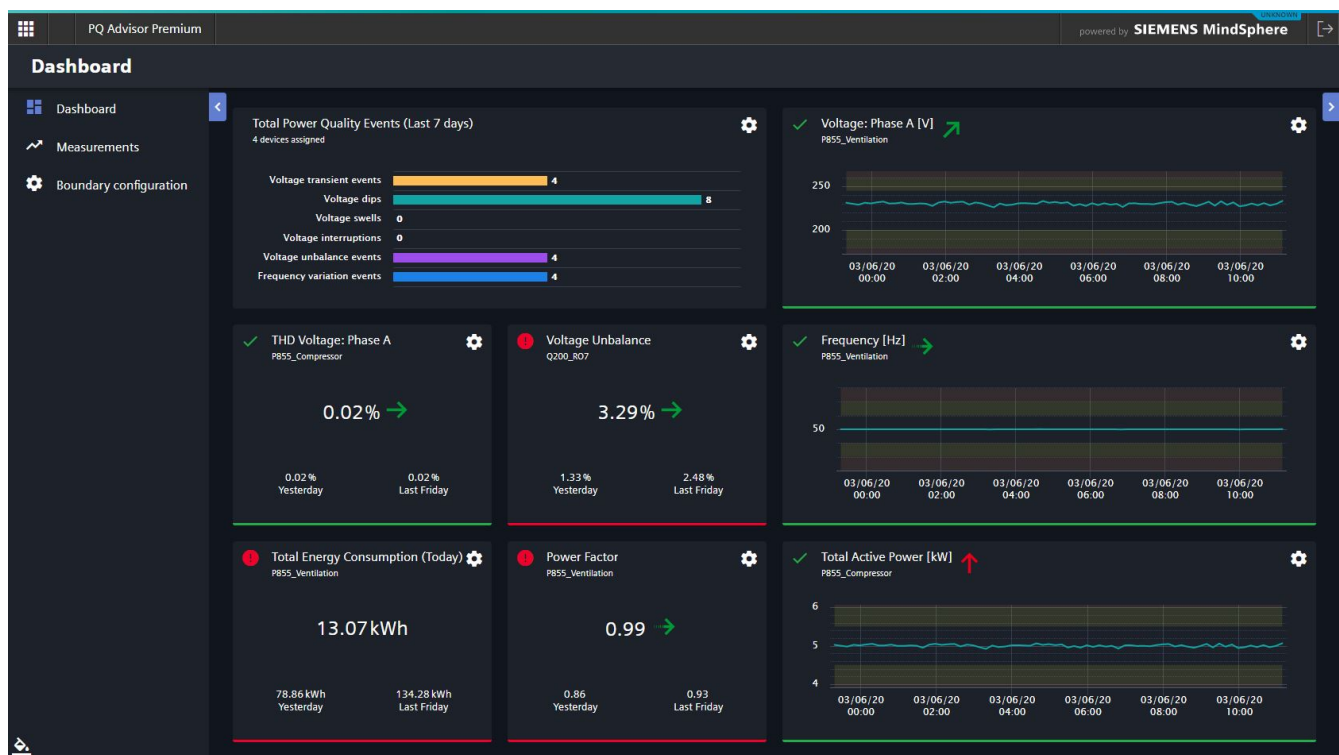 UNKNOWN
PQ Advisor Premium
powered by SIEMENS MindSphere
Dashboard
Dashboard
Measurements
Boundary configuration
Total Power Quality Events (Last 7 days)
4 devices assigned
Voltage transient events 4
Voltage dips 8
Voltage swells 0
Voltage interruptions 0
Voltage unbalance events 4
Frequency variation events 4
Voltage: Phase A [V]
P855_Ventilation
250
200
03/06/20 03/06/20 03/06/20 03/06/20 03/06/20 03/06/20
00:00 02:00 04:00 06:00 08:00 10:00
THD Voltage: Phase A
P855_Compressor
0.02%
0.02% 0.02%
Yesterday Last Friday
Voltage Unbalance
Q200_RO7
3.29%
1.33% 2.48%
Yesterday Last Friday
Frequency [Hz]
P855_Ventilation
50
03/06/20 03/06/20 03/06/20 03/06/20 03/06/20 03/06/20
00:00 02:00 04:00 06:00 08:00 10:00
Total Energy Consumption (Today)
P855_Ventilation
13.07kWh
78.86kWh 134.28kWh
Yesterday Last Friday
Power Factor
P855_Ventilation
0.99
0.86 0.93
Yesterday Last Friday
Total Active Power [kW]
P855_Compressor
6
5
4
03/06/20 03/06/20 03/06/20 03/06/20 03/06/20 03/06/20
00:00 02:00 04:00 06:00 08:00 10:00